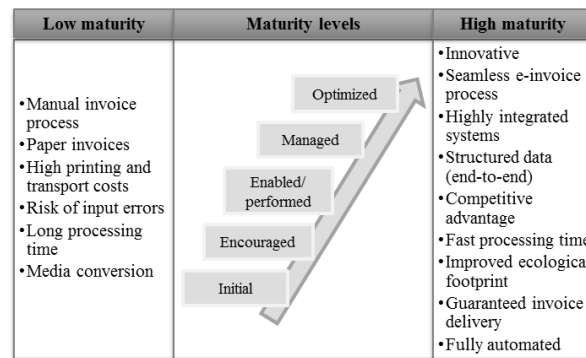 Low maturity
Maturity levels
High maturity
•Manual invoice
process
•Paper invoices
•High printing and
transport costs
•Risk of input errors
•Long processing
time
•Media conversion
Optimized
Managed
Enabled/
performed
Encouraged
Initial
•Innovative
•Seamless e-invoice
process
•Highly integrated
systems
•Structured data
(end-to-end)
•Competitive
advantage
•Fast processing time
•Improved ecological
footprint
•Guaranteed invoice
delivery
•Fully automated